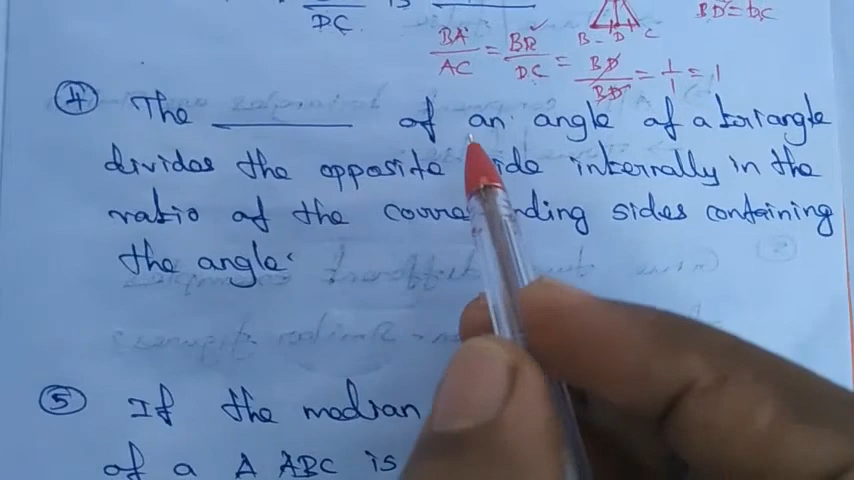 DC is
BA/AC = BD/DC = BD/BD = 1/1 = 1
B D C
BD = DC
④ The ________ of an angle of a triangle
divides the opposite side internally in the
ratio of the corresponding sides containing
the angle.
⑤ If the median
of a Δ ABC is